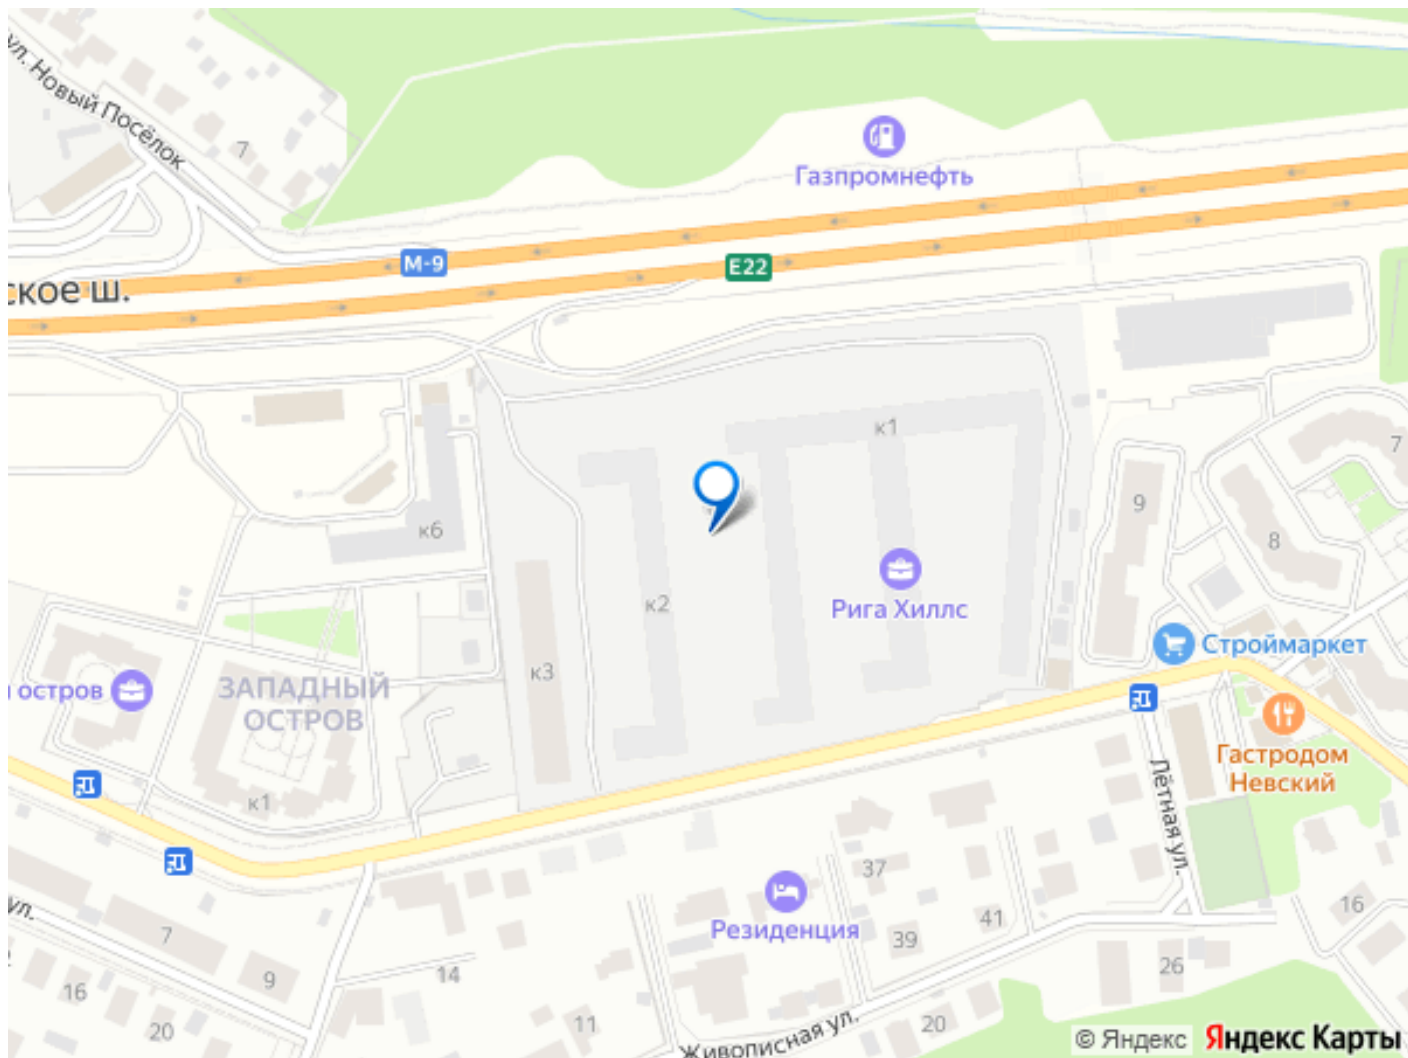 ул. Новый Посёлок
7
Газпромнефть
М-9
E22
ское ш.
к1
7
9
8
к6
к2
Рига Хиллс
Строймаркет
к3
остров
ЗАПАДНЫЙ
ОСТРОВ
Гастродом
Невский
к1
Лётная ул.
37
ул.
7
Резиденция
41
16
39
9
14
26
16
20
11
20
Живописная ул.
© Яндекс Яндекс Карты